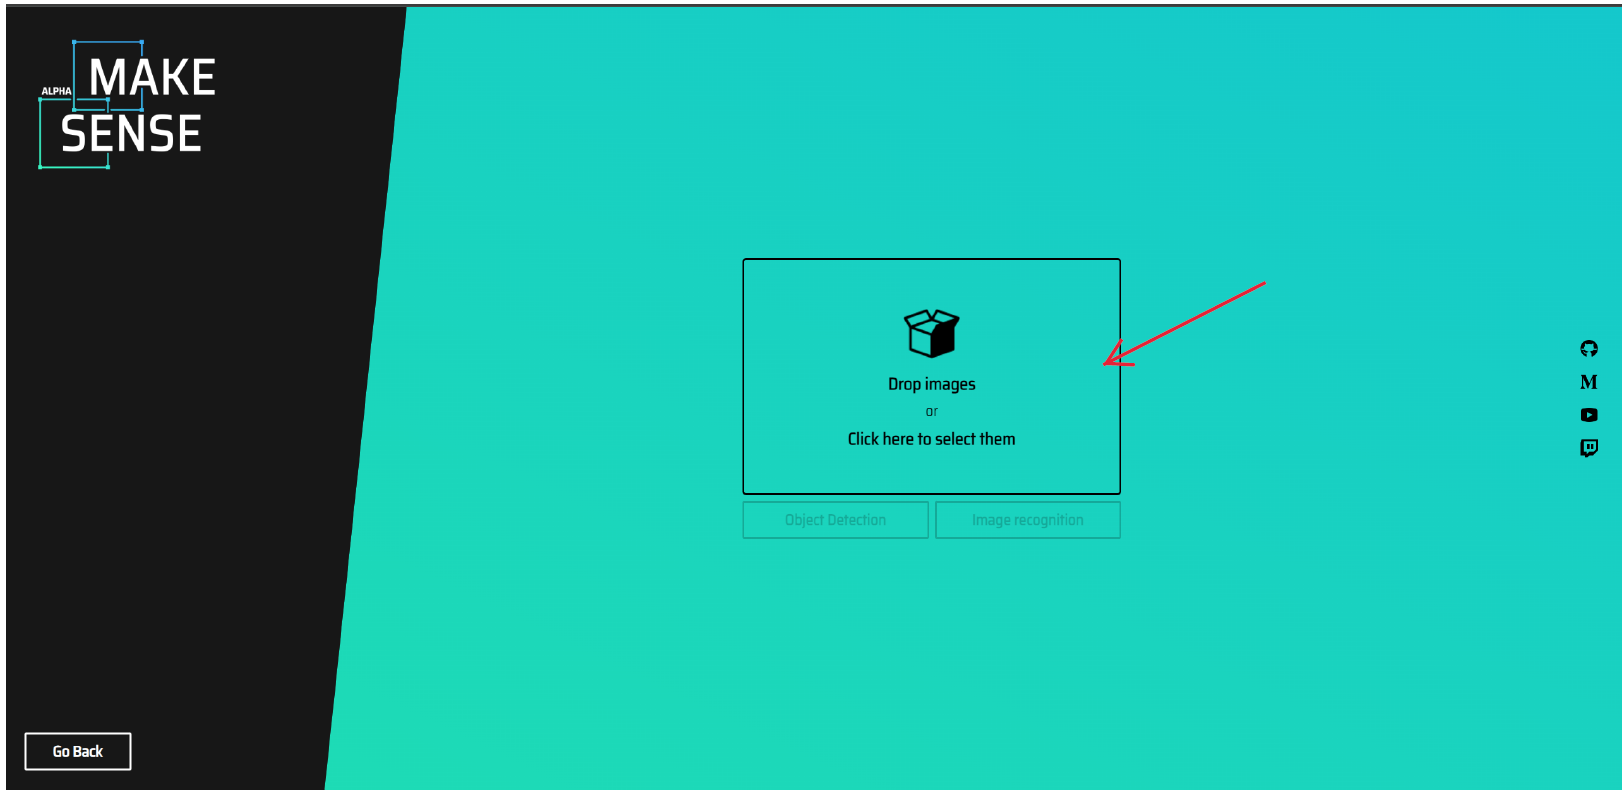 MAKE
ALPHA
SENSE
Drop images
or
Click here to select them
Object Detection
Image recognition
Go Back